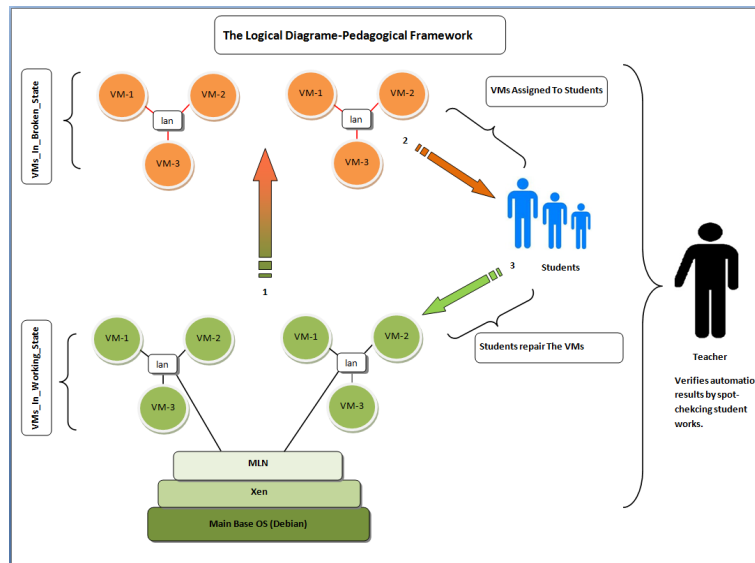 The Logical Diagrame-Pedagogical Framework
VMs_In_Broken_State
VM-1
VM-2
lan
VM-3
VM-1
VM-2
lan
VM-3
VMs Assigned To Students
2
1
3
Students
VMs_In_Working_State
VM-1
VM-2
lan
VM-3
VM-1
VM-2
lan
VM-3
Students repair The VMs
MLN
Xen
Main Base OS (Debian)
Teacher
Verifies automatio
results by spot-
chekcing student
works.